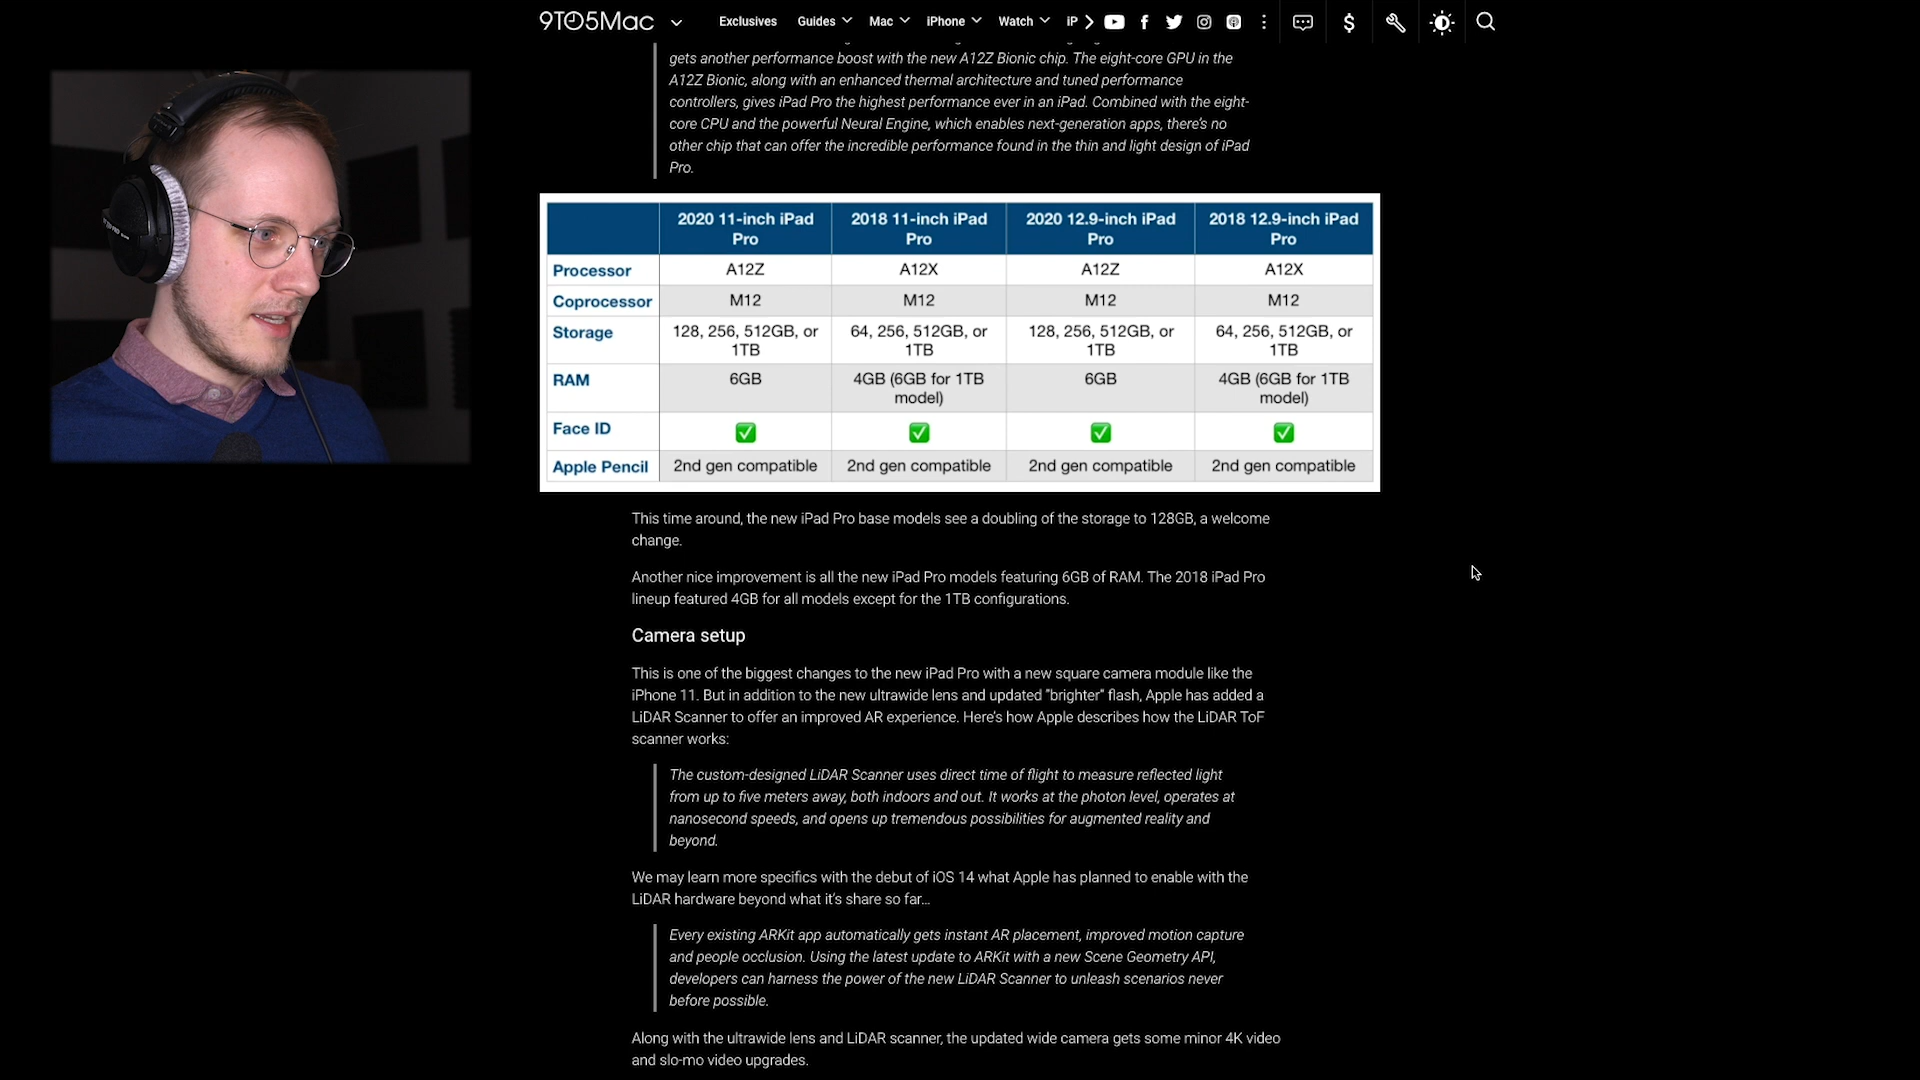 9TO5Mac
Exclusives Guides Mac iPhone Watch iP
gets another performance boost with the new A12Z Bionic chip. The eight-core GPU in the
A12Z Bionic, along with an enhanced thermal architecture and tuned performance
controllers, gives iPad Pro the highest performance ever in an iPad. Combined with the eight-
core CPU and the powerful Neural Engine, which enables next-generation apps, there's no
other chip that can offer the incredible performance found in the thin and light design of iPad
Pro.
2020 11-inch iPad Pro 2018 11-inch iPad Pro 2020 12.9-inch iPad Pro 2018 12.9-inch iPad Pro
Processor A12Z A12X A12Z A12X
Coprocessor M12 M12 M12 M12
Storage 128, 256, 512GB, or 1TB 64, 256, 512GB, or 1TB 128, 256, 512GB, or 1TB 64, 256, 512GB, or 1TB
RAM 6GB 4GB (6GB for 1TB model) 6GB 4GB (6GB for 1TB model)
Face ID ✅ ✅ ✅ ✅
Apple Pencil 2nd gen compatible 2nd gen compatible 2nd gen compatible 2nd gen compatible
This time around, the new iPad Pro base models see a doubling of the storage to 128GB, a welcome
change.
Another nice improvement is all the new iPad Pro models featuring 6GB of RAM. The 2018 iPad Pro
lineup featured 4GB for all models except for the 1TB configurations.
Camera setup
This is one of the biggest changes to the new iPad Pro with a new square camera module like the
iPhone 11. But in addition to the new ultrawide lens and updated "brighter" flash, Apple has added a
LiDAR Scanner to offer an improved AR experience. Here's how Apple describes how the LiDAR ToF
scanner works:
The custom-designed LiDAR Scanner uses direct time of flight to measure reflected light
from up to five meters away, both indoors and out. It works at the photon level, operates at
nanosecond speeds, and opens up tremendous possibilities for augmented reality and
beyond.
We may learn more specifics with the debut of iOS 14 what Apple has planned to enable with the
LiDAR hardware beyond what it's share so far…
Every existing ARKit app automatically gets instant AR placement, improved motion capture
and people occlusion. Using the latest update to ARKit with a new Scene Geometry API,
developers can harness the power of the new LiDAR Scanner to unleash scenarios never
before possible.
Along with the ultrawide lens and LiDAR scanner, the updated wide camera gets some minor 4K video
and slo-mo video upgrades.